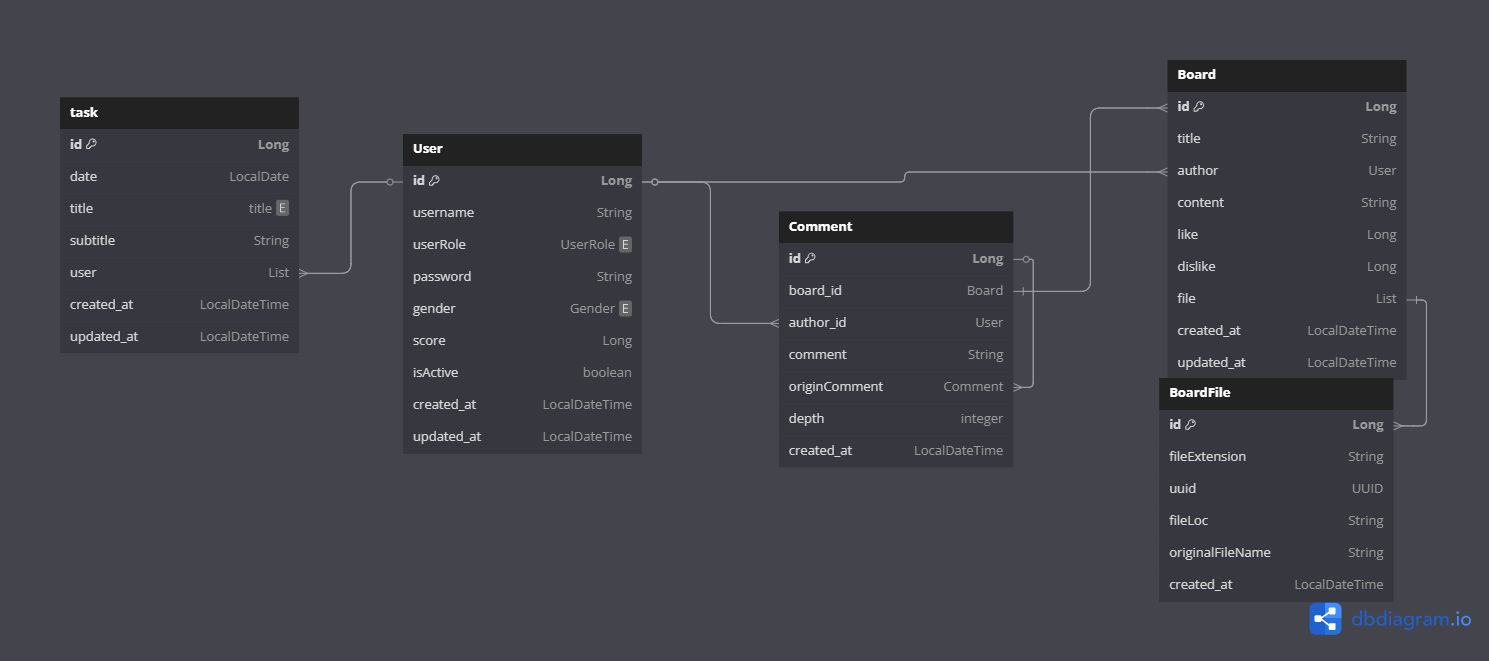 task
id Long
date LocalDate
title title E
subtitle String
user List
created_at LocalDateTime
updated_at LocalDateTime
User
id Long
username String
userRole UserRole E
password String
gender Gender E
score Long
isActive boolean
created_at LocalDateTime
updated_at LocalDateTime
Comment
id Long
board_id Board
author_id User
comment String
originComment Comment
depth integer
created_at LocalDateTime
Board
id Long
title String
author User
content String
like Long
dislike Long
file List
created_at LocalDateTime
updated_at LocalDateTime
BoardFile
id Long
fileExtension String
uuid UUID
fileLoc String
originalFileName String
created_at LocalDateTime
dbdiagram.io